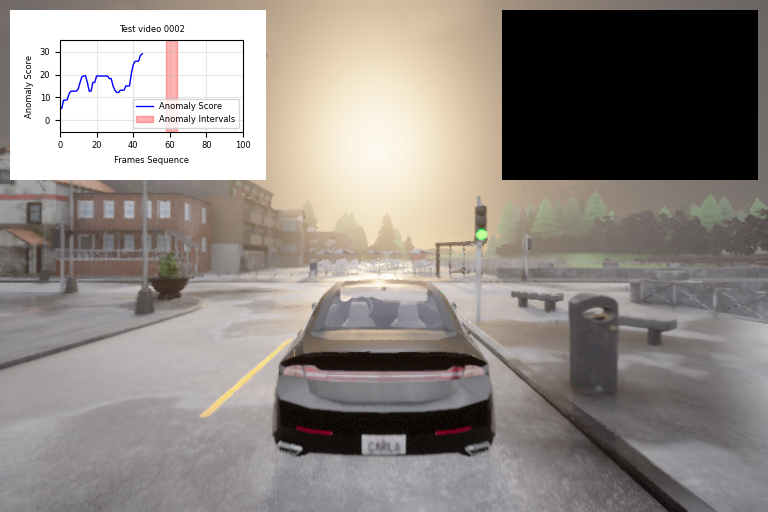 Test video 0002
Anomaly Score
30
20
10
0
Anomaly Score
Anomaly Intervals
0 20 40 60 80 100
Frames Sequence
CARLA